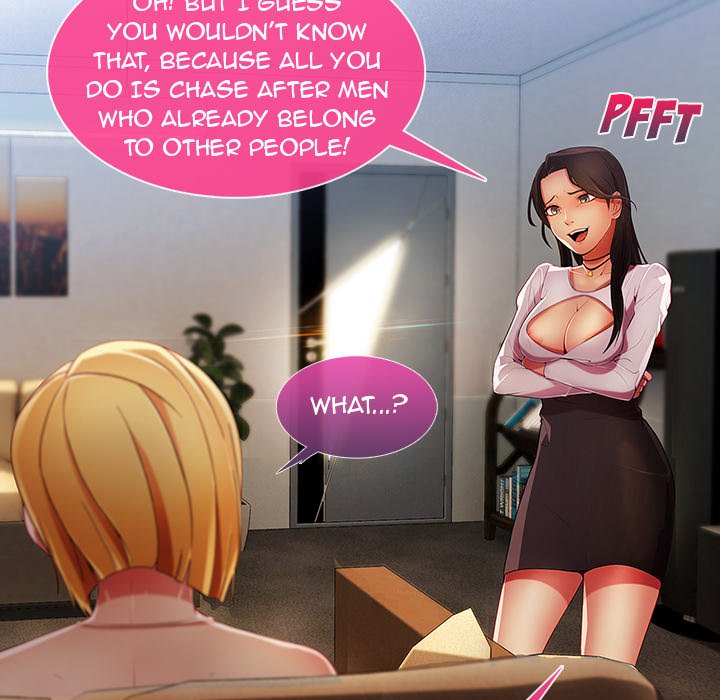 OH! BUT I GUESS
YOU WOULDN'T KNOW
THAT, BECAUSE ALL YOU
DO IS CHASE AFTER MEN
WHO ALREADY BELONG
TO OTHER PEOPLE!
PFFT
WHAT...?
T WRIGHT